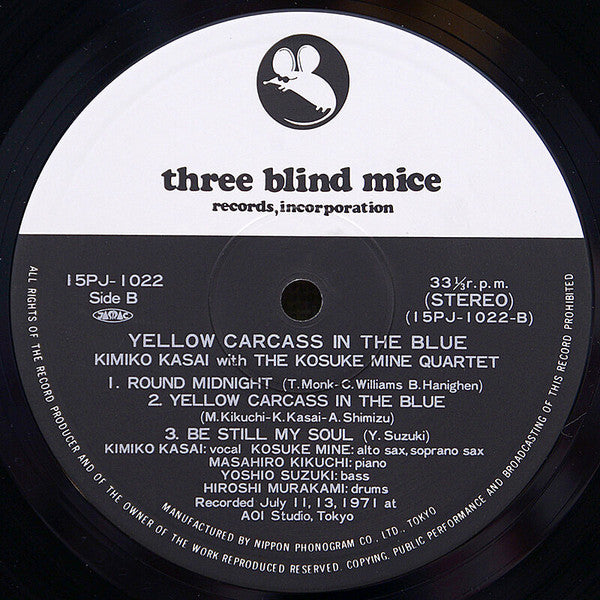 three blind mice
records, incorporation
15PJ-1022
Side B
JASRAC
33⅓ r.p.m.
(STEREO)
(15PJ-1022-B)
YELLOW CARCASS IN THE BLUE
KIMIKO KASAI with THE KOSUKE MINE QUARTET
1. ROUND MIDNIGHT (T.Monk-C.Williams B.Hanighen)
2. YELLOW CARCASS IN THE BLUE
(M.Kikuchi-K.Kasai-A.Shimizu)
3. BE STILL MY SOUL (Y. Suzuki)
KIMIKO KASAI: vocal KOSUKE MINE: alto sax, soprano sax
MASAHIRO KIKUCHI: piano
YOSHIO SUZUKI: bass
HIROSHI MURAKAMI: drums
Recorded July 11, 13, 1971 at
AOI Studio, Tokyo
MANUFACTURED BY NIPPON PHONOGRAM CO., LTD., TOKYO
ALL RIGHTS OF THE RECORD PRODUCER AND OF THE OWNER OF THE WORK REPRODUCED RESERVED. COPYING, PUBLIC PERFORMANCE AND BROADCASTING OF THIS RECORD PROHIBITED